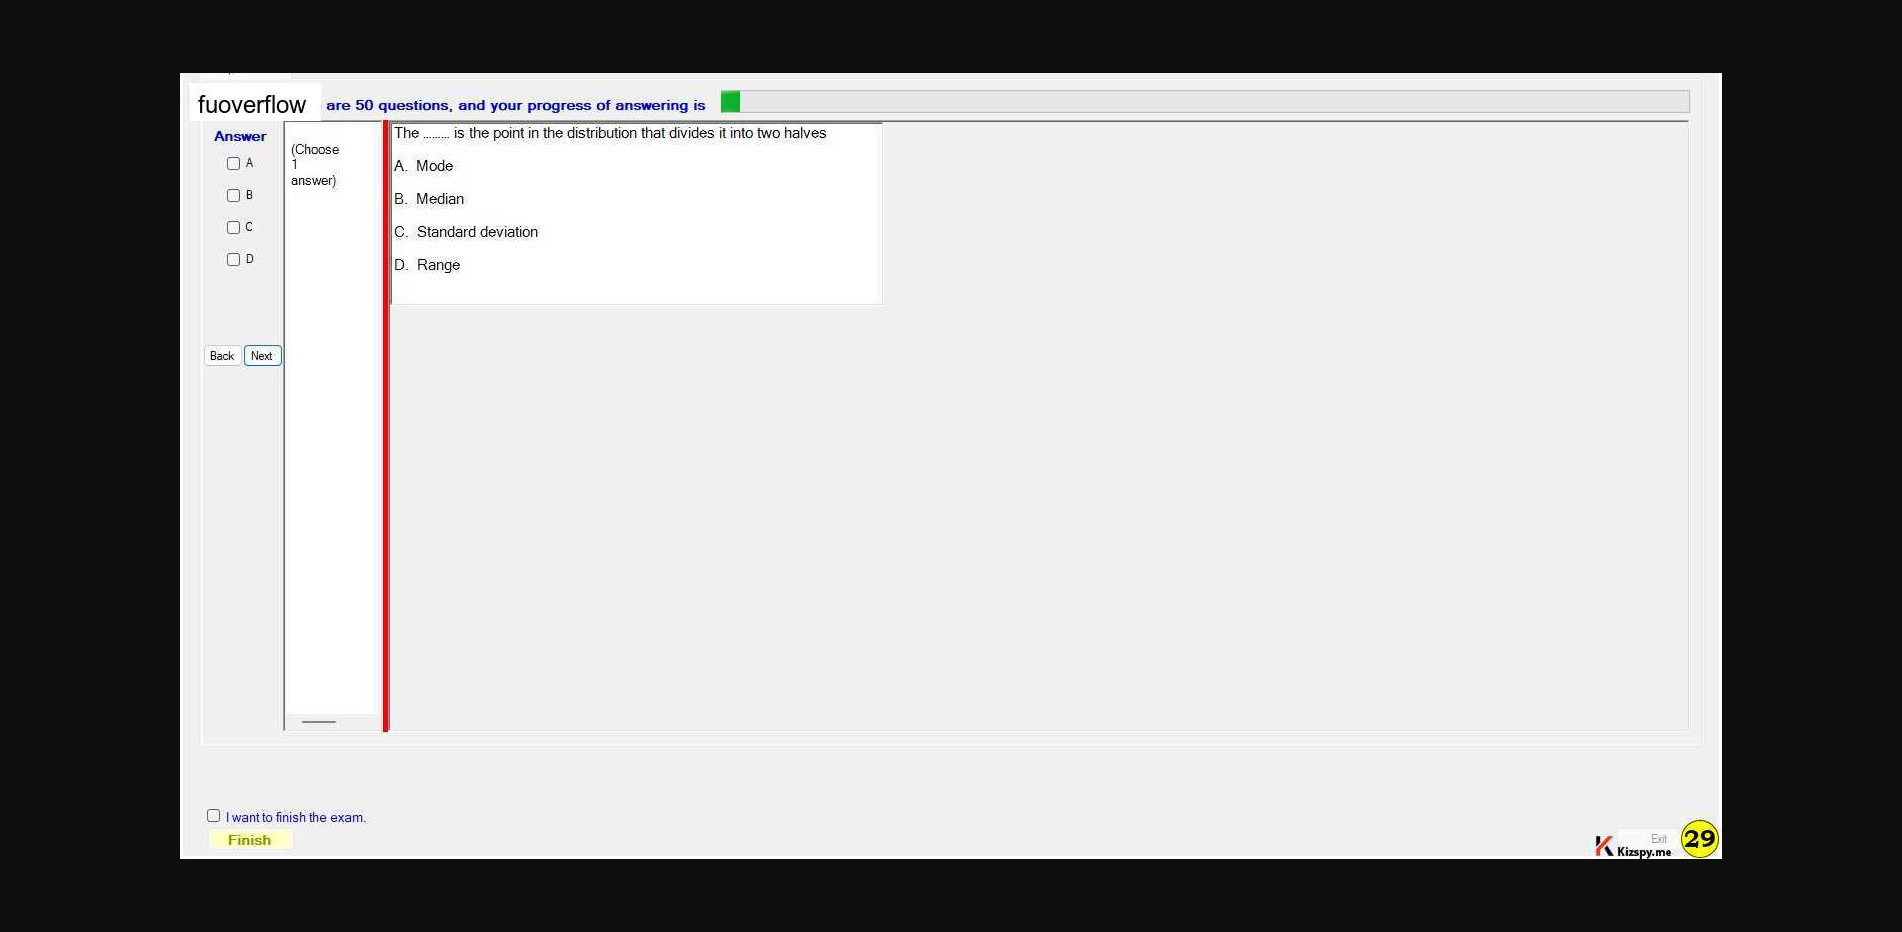 fuoverflow are 50 questions, and your progress of answering is
Answer
A
B
C
D
Back Next
(Choose
1
answer)
The ......... is the point in the distribution that divides it into two halves
A. Mode
B. Median
C. Standard deviation
D. Range
I want to finish the exam.
Finish
Exit
Kizspy.me
29